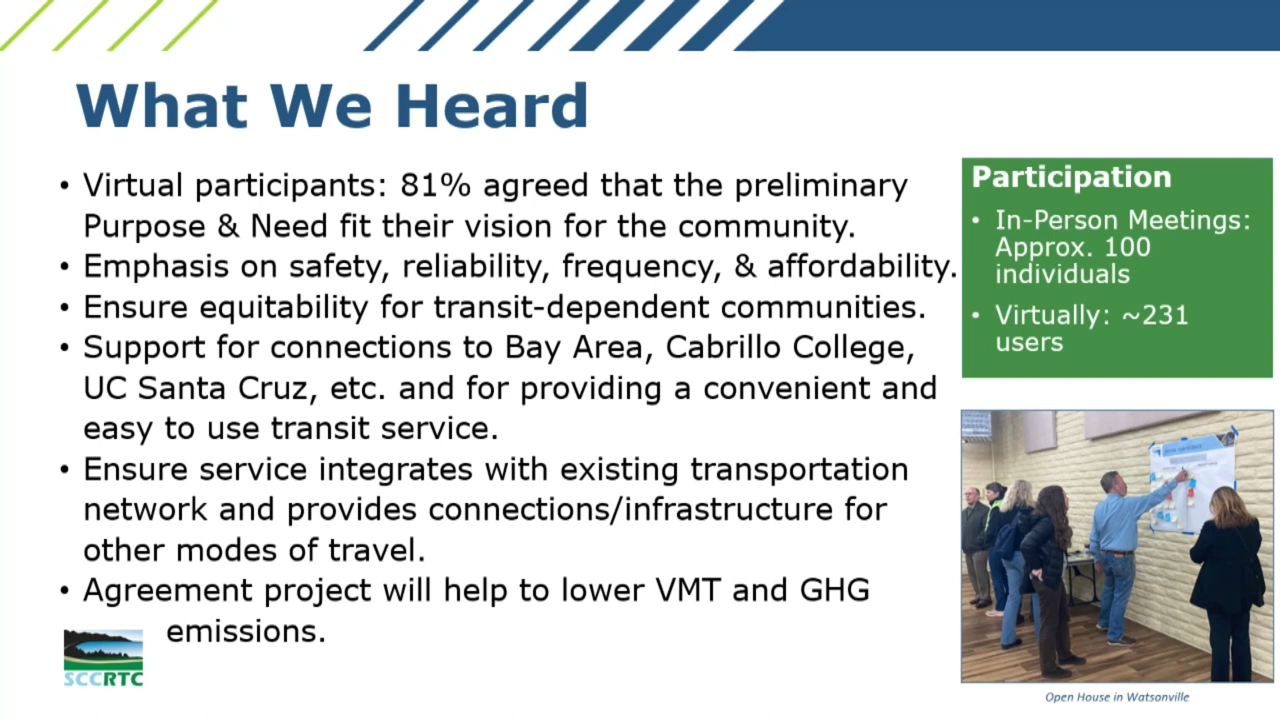 What We Heard
• Virtual participants: 81% agreed that the preliminary
Purpose & Need fit their vision for the community.
• Emphasis on safety, reliability, frequency, & affordability.
• Ensure equitability for transit-dependent communities.
• Support for connections to Bay Area, Cabrillo College,
UC Santa Cruz, etc. and for providing a convenient and
easy to use transit service.
• Ensure service integrates with existing transportation
network and provides connections/infrastructure for
other modes of travel.
• Agreement project will help to lower VMT and GHG
emissions.
SCCRTC
Participation
• In-Person Meetings:
Approx. 100
individuals
• Virtually: ~231
users
Open House in Watsonville